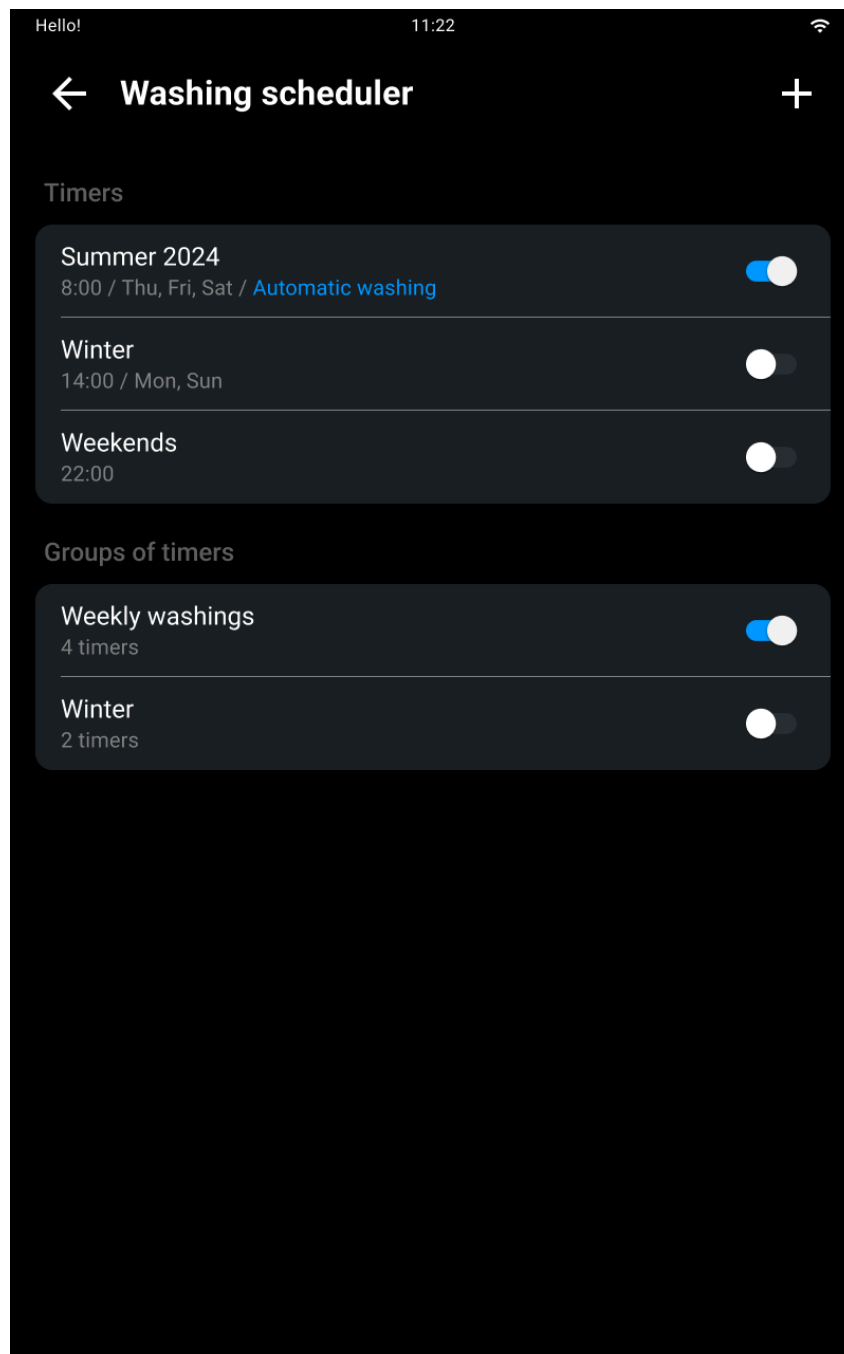 Hello! 11:22
Washing scheduler
Timers
Summer 2024
8:00 / Thu, Fri, Sat / Automatic washing
Winter
14:00 / Mon, Sun
Weekends
22:00
Groups of timers
Weekly washings
4 timers
Winter
2 timers